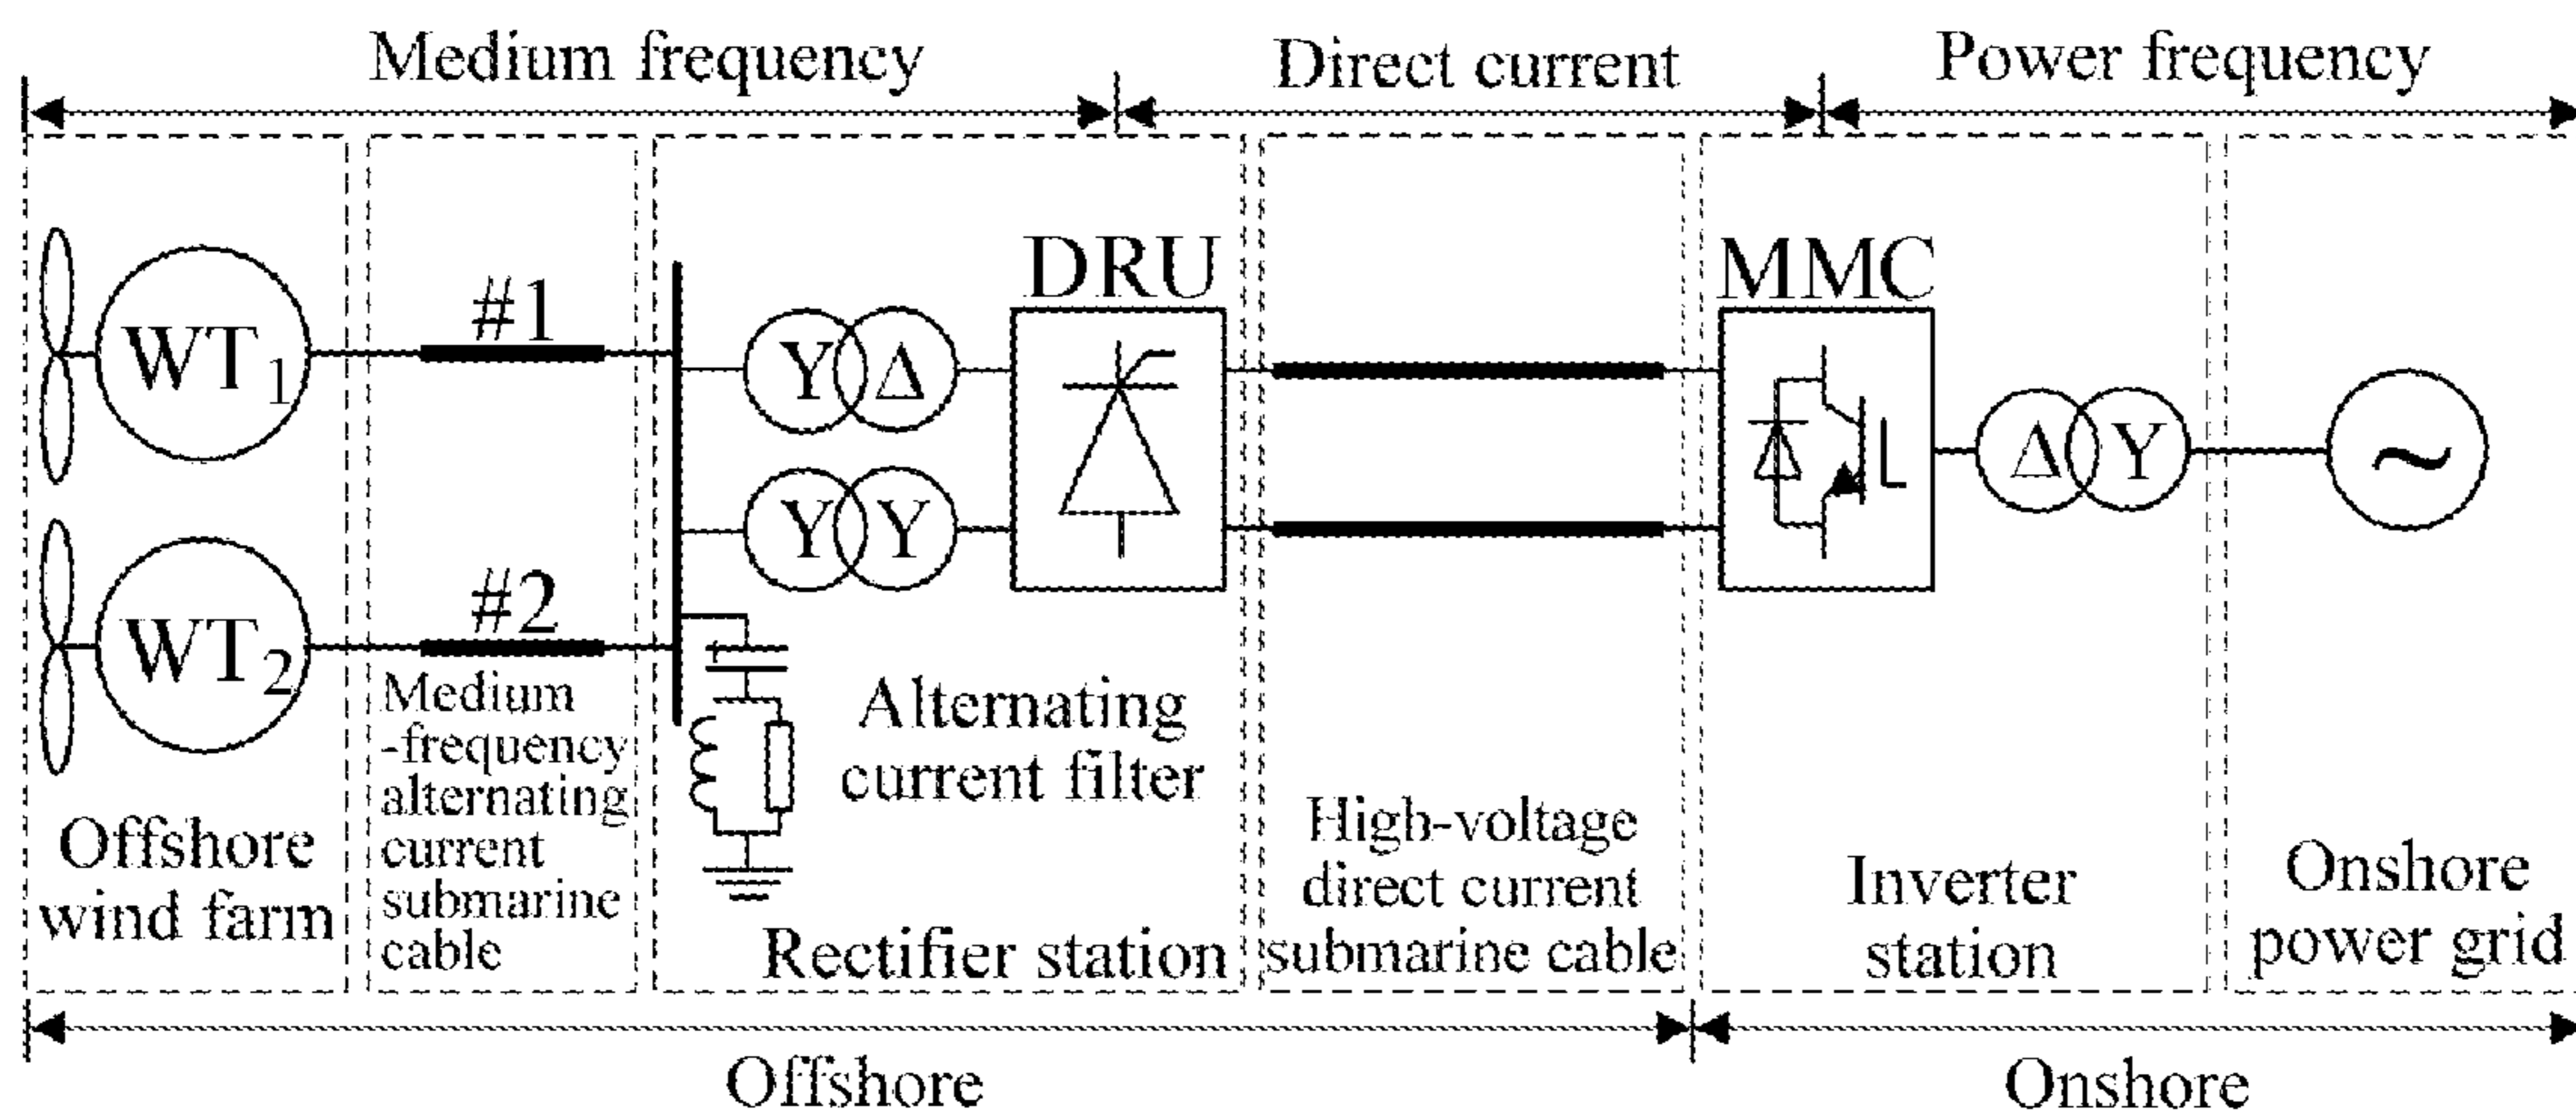 Medium frequency
Direct current
Power frequency
DRU
MMC
#1
WT1
Y Δ
Δ Y
~
Y Y
#2
WT2
Medium
-frequency
alternating
current
submarine
cable
Alternating
current filter
Offshore
wind farm
Rectifier station
High-voltage
direct current
submarine cable
Inverter
station
Onshore
power grid
Offshore
Onshore